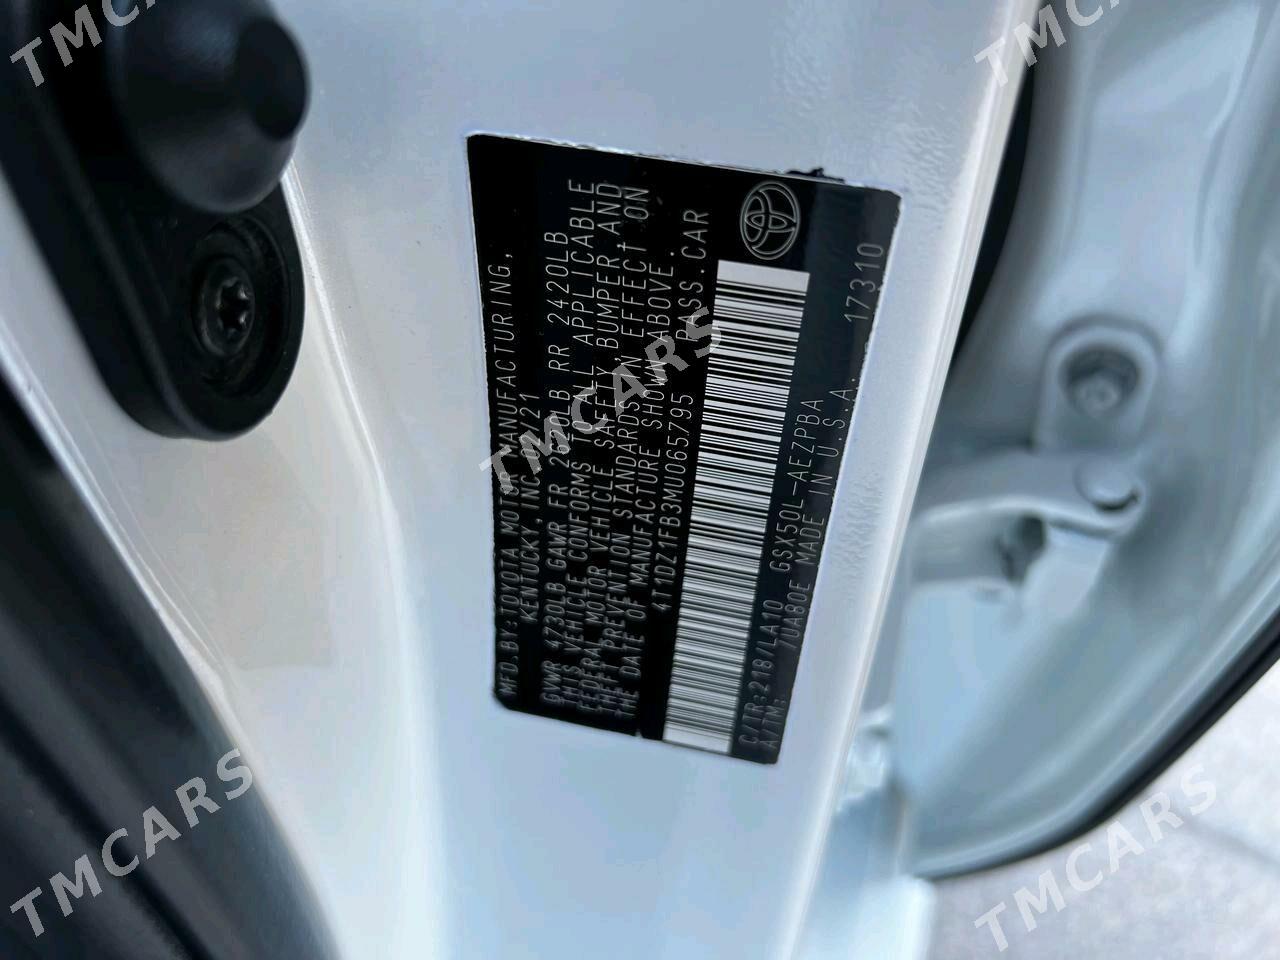 MFD.BY:TOYOTA MOTOR MANUFACTURING,
KENTUCKY, INC.
GVWR 4730LB GAWR FR 2670LB RR 2420LB
THIS VEHICLE CONFORMS TO ALL APPLICABLE
FEDERAL MOTOR VEHICLE SAFETY, BUMPER, AND
THEFT PREVENTION STANDARDS IN EFFECT ON
THE DATE OF MANUFACTURE SHOWN ABOVE.
4T1DZ1FB3MU065795 PASS.CAR
C/TR:218/LA10 GSX50L-AEZPBA
A/TM: MADE IN U.S.A. 17310
TMCARS
TMCARS
TMCARS
TMCARS
TMCARS